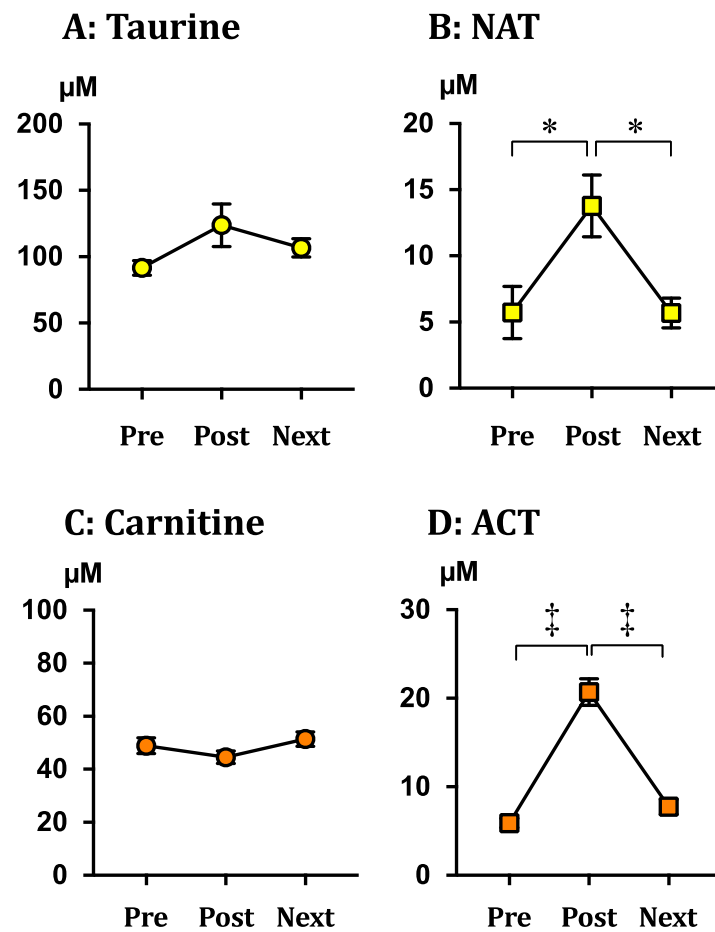 A: Taurine
µM
200
150
100
50
0
Pre Post Next
B: NAT
µM
20
15
10
5
0
* *
Pre Post Next
C: Carnitine
µM
100
80
60
40
20
0
Pre Post Next
D: ACT
µM
30
20
10
0
‡ ‡
‡ ‡
Pre Post Next